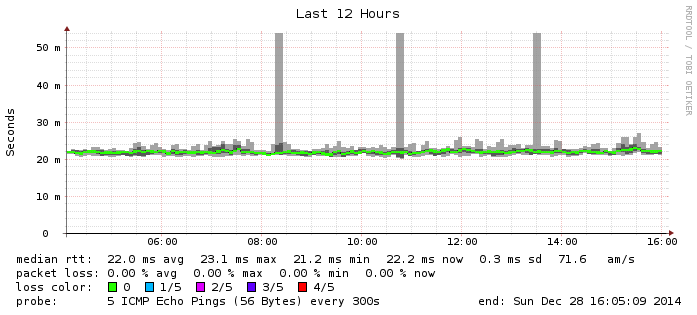 Last 12 Hours
RRDTOOL / TOBI OETIKER
Seconds
50 m
40 m
30 m
20 m
10 m
0
06:00 08:00 10:00 12:00 14:00 16:00
median rtt: 22.0 ms avg 23.1 ms max 21.2 ms min 22.2 ms now 0.3 ms sd 71.6 am/s
packet loss: 0.00 % avg 0.00 % max 0.00 % min 0.00 % now
loss color: 0 1/5 2/5 3/5 4/5
probe: 5 ICMP Echo Pings (56 Bytes) every 300s end: Sun Dec 28 16:05:09 2014